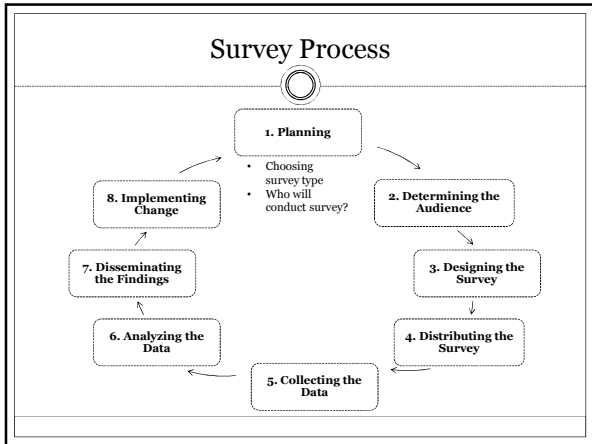 Survey Process
1. Planning
• Choosing
survey type
• Who will
conduct survey?
2. Determining the
Audience
3. Designing the
Survey
4. Distributing the
Survey
5. Collecting the
Data
6. Analyzing the
Data
7. Disseminating
the Findings
8. Implementing
Change